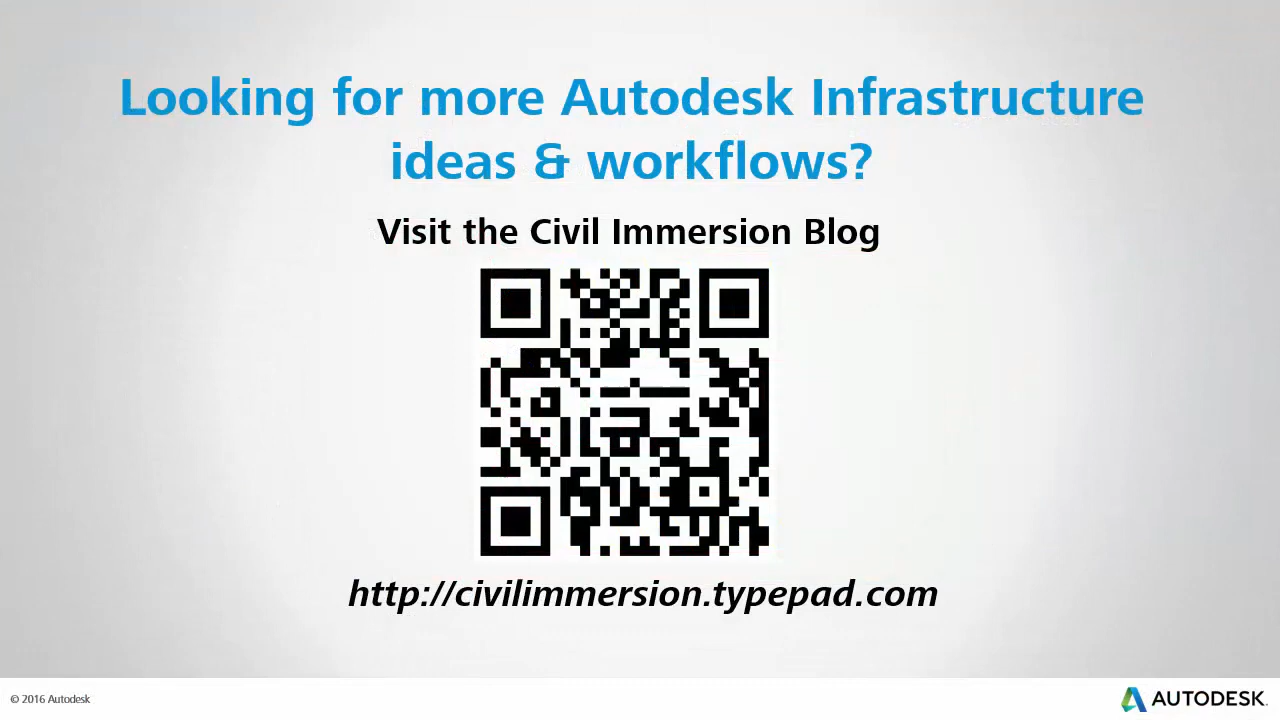 Looking for more Autodesk Infrastructure
ideas & workflows?
Visit the Civil Immersion Blog
http://civilimmersion.typepad.com
© 2016 Autodesk
AUTODESK.